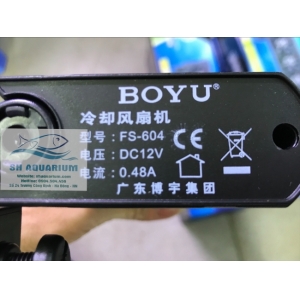 BOYU®
冷却风扇机
型号: FS-604
电压: DC12V
电流: 0.48A
广东博宇集团
CE
SH AQUARIUM